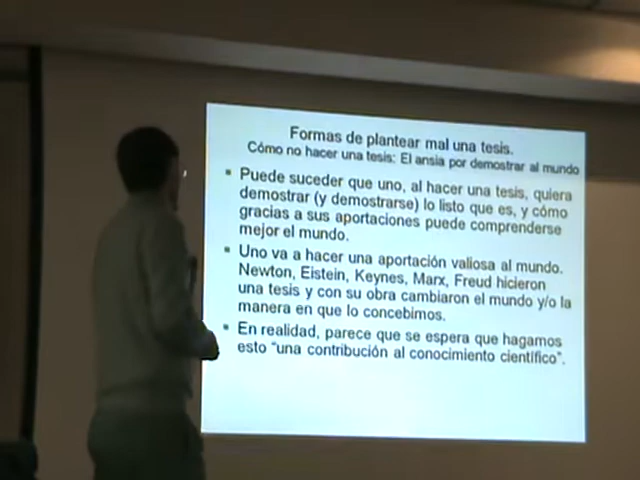 Formas de plantear mal una tesis.
Cómo no hacer una tesis: El ansia por demostrar al mundo
▪ Puede suceder que uno, al hacer una tesis, quiera
demostrar (y demostrarse) lo listo que es, y cómo
gracias a sus aportaciones puede comprenderse
mejor el mundo.
▪ Uno va a hacer una aportación valiosa al mundo.
Newton, Eistein, Keynes, Marx, Freud hicieron
una tesis y con su obra cambiaron el mundo y/o la
manera en que lo concebimos.
▪ En realidad, parece que se espera que hagamos
esto “una contribución al conocimiento científico”.